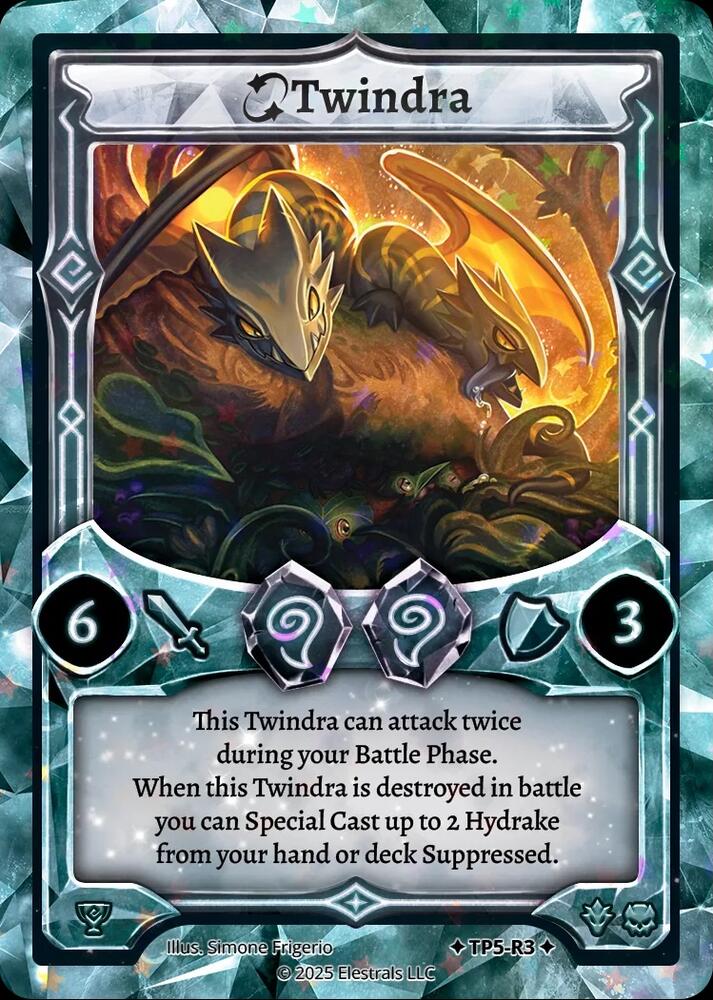 Twindra
6
3
This Twindra can attack twice
during your Battle Phase.
When this Twindra is destroyed in battle
you can Special Cast up to 2 Hydrake
from your hand or deck Suppressed.
Illus. Simone Frigerio
TP5-R3
© 2025 Elestrals LLC